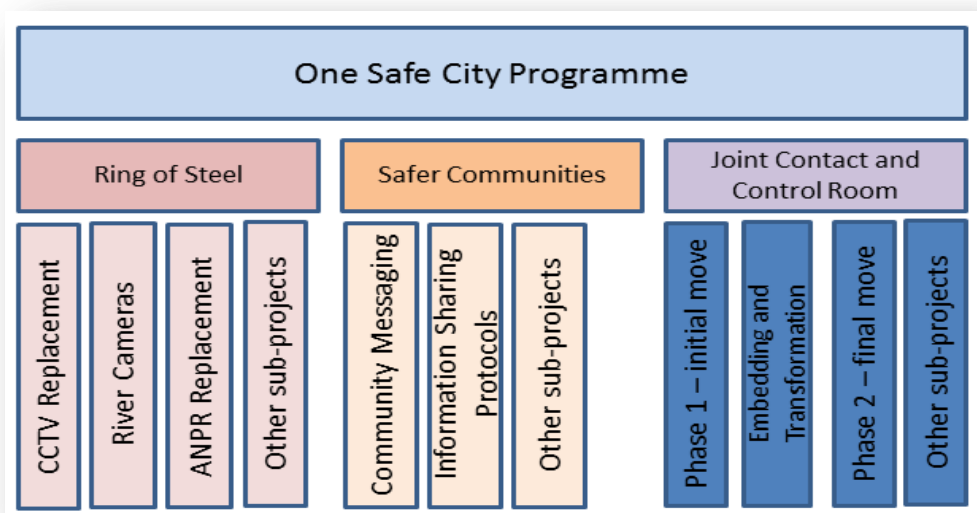 One Safe City Programme
Ring of Steel
Safer Communities
Joint Contact and
Control Room
CCTV Replacement
River Cameras
ANPR Replacement
Other sub-projects
Community Messaging
Information Sharing
Protocols
Other sub-projects
Phase 1 – initial move
Embedding and
Transformation
Phase 2 – final move
Other sub-projects